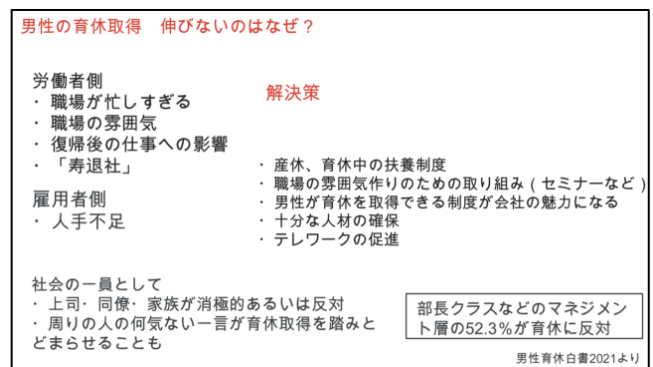 男性の育休取得　伸びないのはなぜ？
労働者側
・ 職場が忙しすぎる
・ 職場の雰囲気
・ 復帰後の仕事への影響
・ 「寿退社」
雇用者側
・ 人手不足
解決策
・ 産休、育休中の扶養制度
・ 職場の雰囲気作りのための取り組み（セミナーなど）
・ 男性が育休を取得できる制度が会社の魅力になる
・ 十分な人材の確保
・ テレワークの促進
社会の一員として
・ 上司・同僚・家族が消極的あるいは反対
・ 周りの人の何気ない一言が育休取得を踏みと
どまらせることも
部長クラスなどのマネジメン
ト層の52.3%が育休に反対
男性育休白書2021より